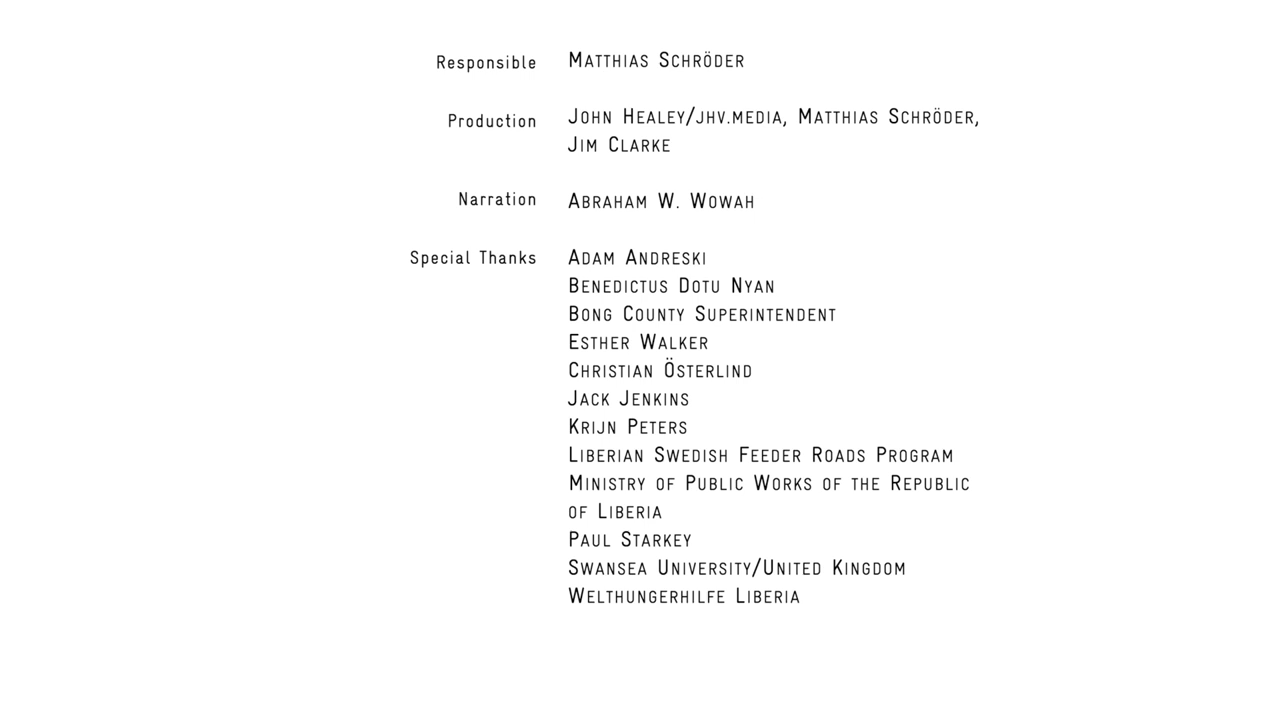 Responsible Matthias Schröder
Production John Healey/jhv.media, Matthias Schröder,
Jim Clarke
Narration Abraham W. Wowah
Special Thanks Adam Andreski
Benedictus Dotu Nyan
Bong County Superintendent
Esther Walker
Christian Österlind
Jack Jenkins
Krijn Peters
Liberian Swedish Feeder Roads Program
Ministry of Public Works of the Republic
of Liberia
Paul Starkey
Swansea University/United Kingdom
Welthungerhilfe Liberia